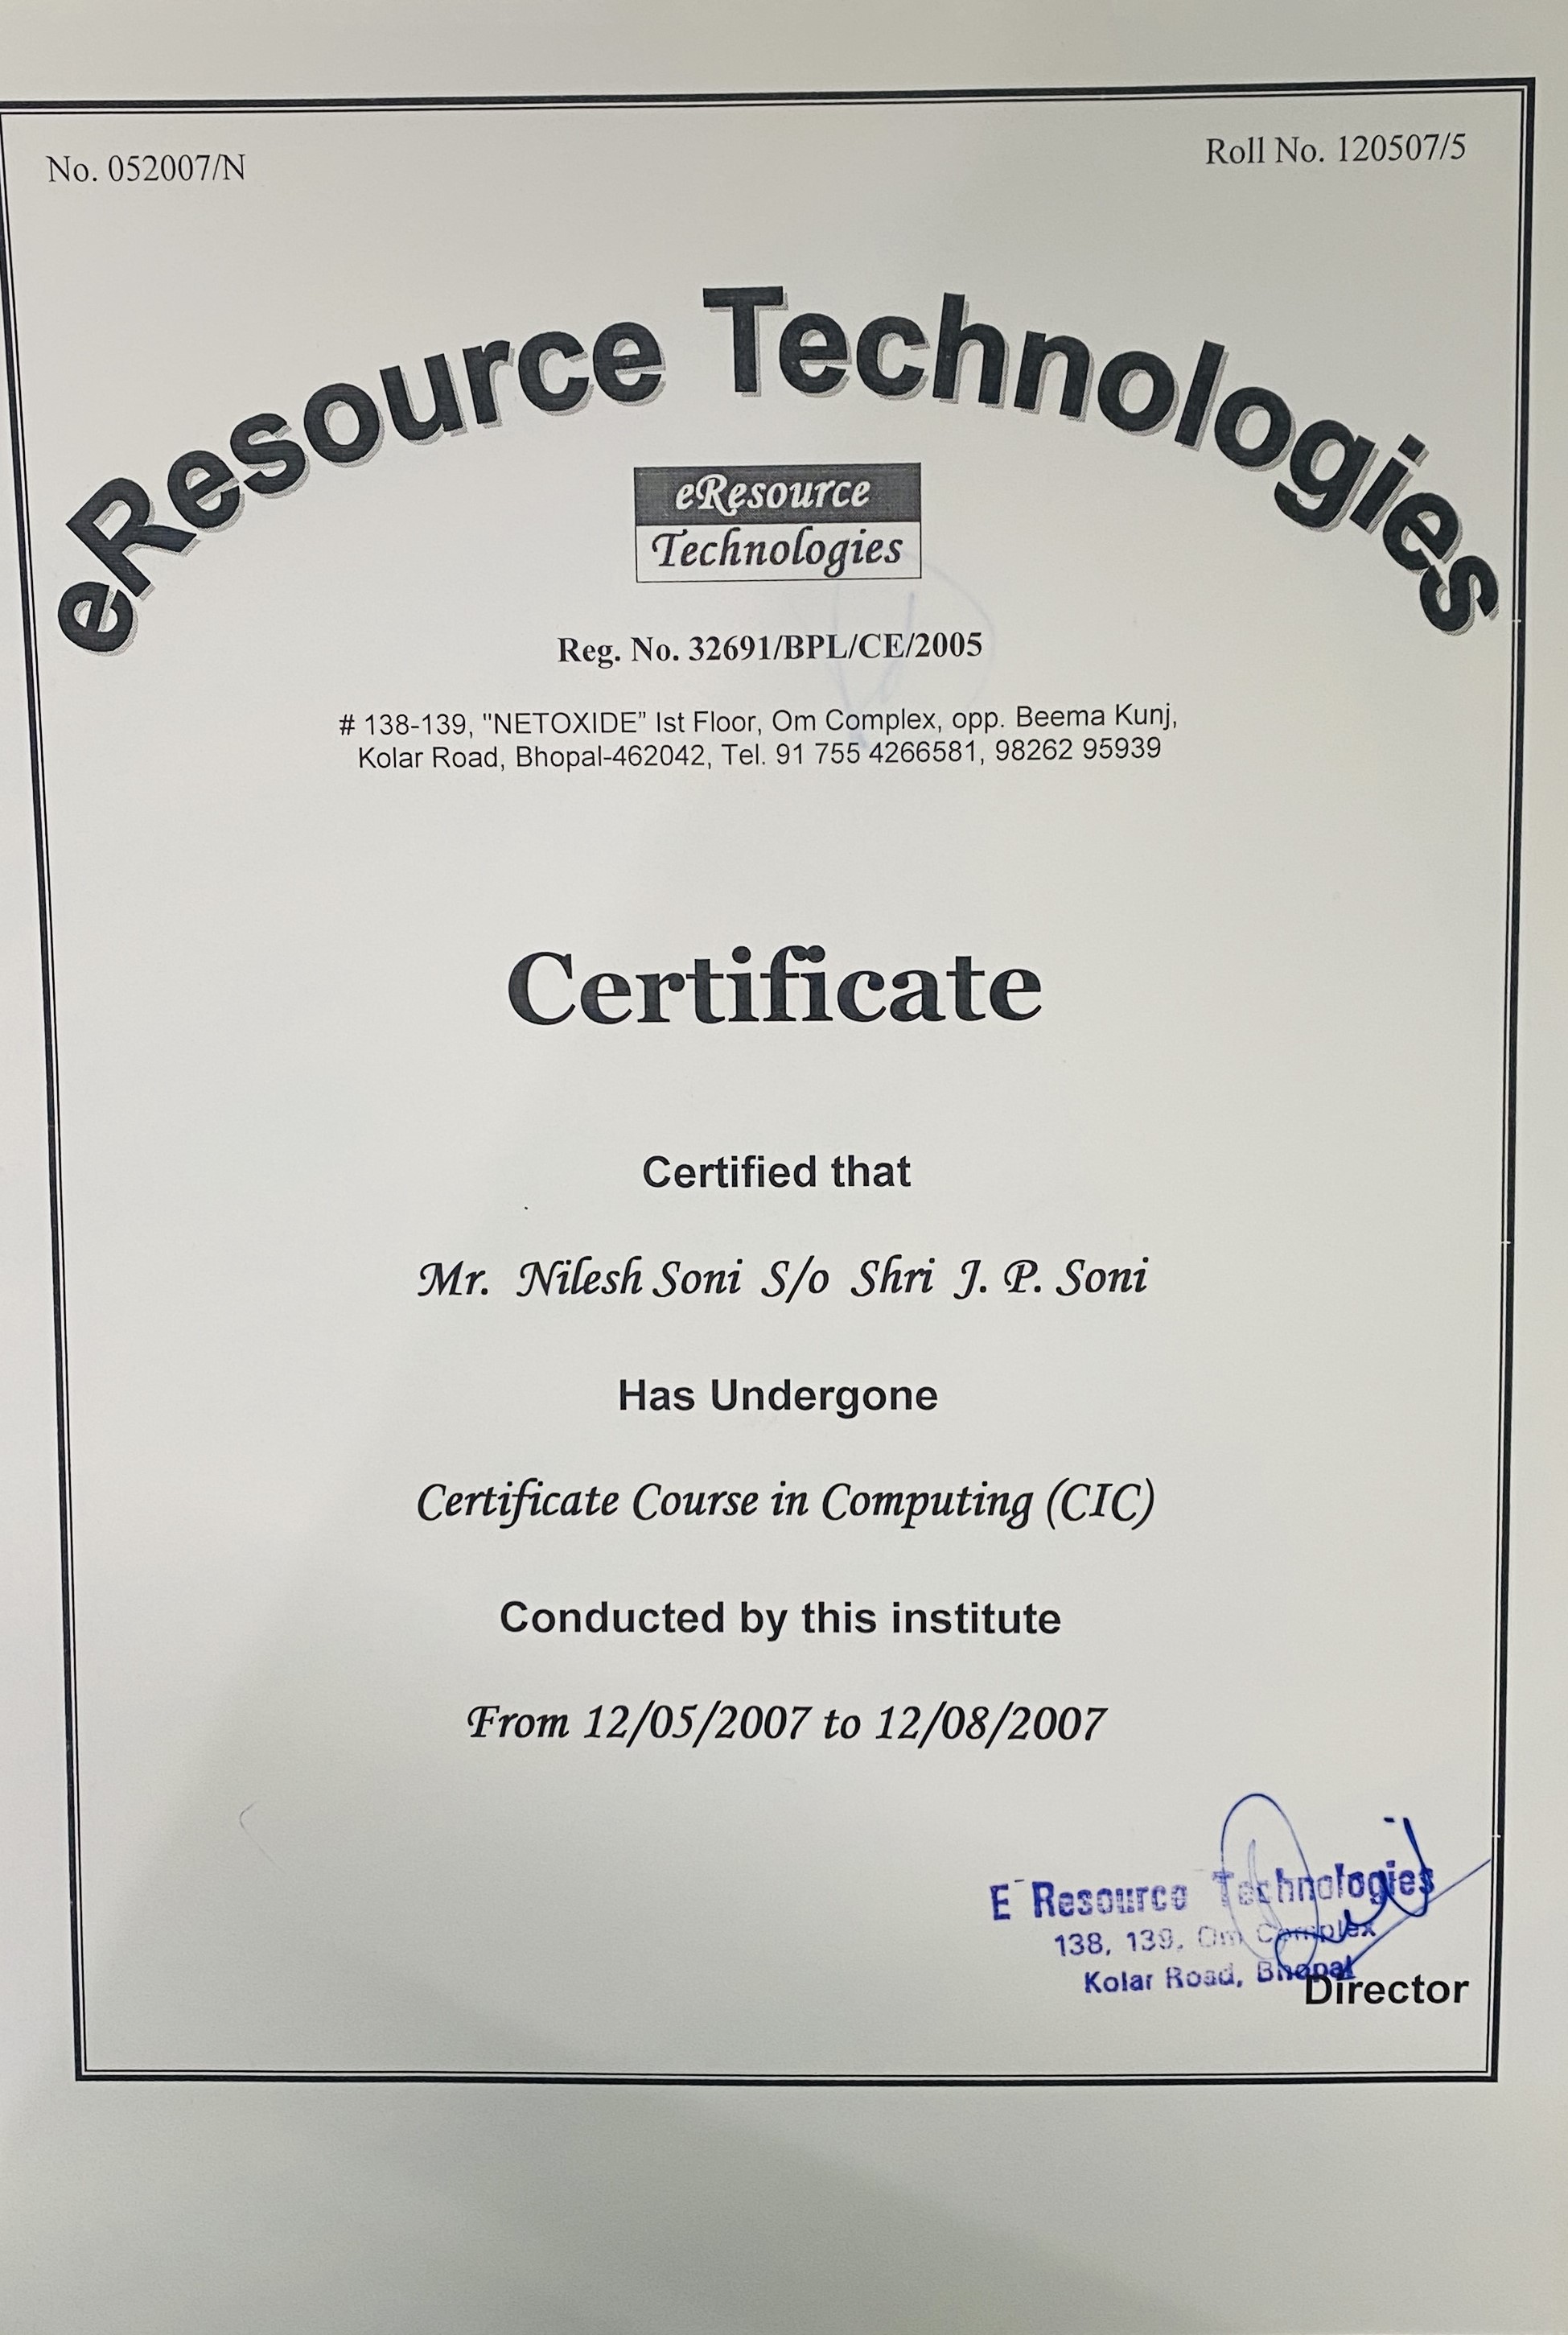 No. 052007/N
Roll No. 120507/5
eResource Technologies
eResource
Technologies
Reg. No. 32691/BPL/CE/2005
# 138-139, "NETOXIDE” Ist Floor, Om Complex, opp. Beema Kunj,
Kolar Road, Bhopal-462042, Tel. 91 755 4266581, 98262 95939
Certificate
Certified that
Mr. Nilesh Soni S/o Shri J. P. Soni
Has Undergone
Certificate Course in Computing (CIC)
Conducted by this institute
From 12/05/2007 to 12/08/2007
E-Resource Technologies
138, 139, Om Complex
Kolar Road, Bhopal
Director